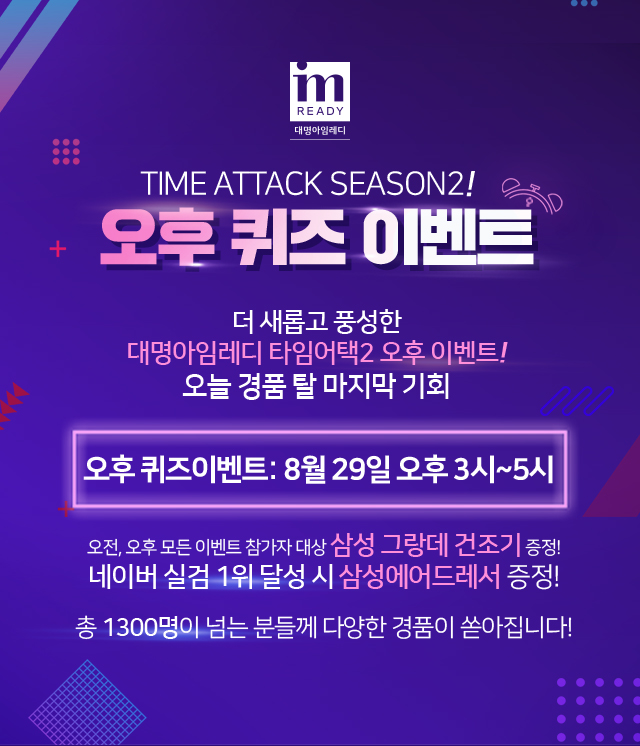 im
READY
대명아임레디
TIME ATTACK SEASON2!
오후 퀴즈 이벤트
더 새롭고 풍성한
대명아임레디 타임어택2 오후 이벤트!
오늘 경품 탈 마지막 기회
오후 퀴즈이벤트: 8월 29일 오후 3시~5시
오전, 오후 모든 이벤트 참가자 대상 삼성 그랑데 건조기 증정!
네이버 실검 1위 달성 시 삼성에어드레서 증정!
총 1300명이 넘는 분들께 다양한 경품이 쏟아집니다!